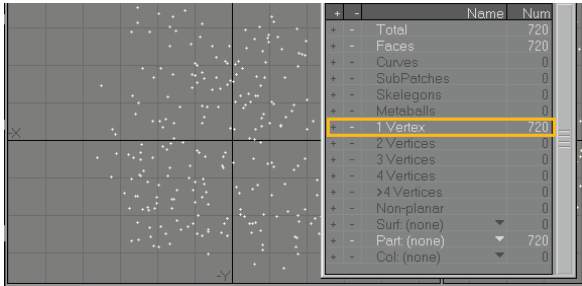 + - Name Num
+ - Total 720
+ - Faces 720
+ - Curves 0
+ - SubPatches 0
+ - Skelegons 0
+ - Metaballs 0
+ - 1 Vertex 720
+ - 2 Vertices 0
+ - 3 Vertices 0
+ - 4 Vertices 0
+ - >4 Vertices 0
+ - Non-planar 0
+ - Surf: (none) 0
+ - Part: (none) 720
+ - Col: (none) 0
-X
-Y